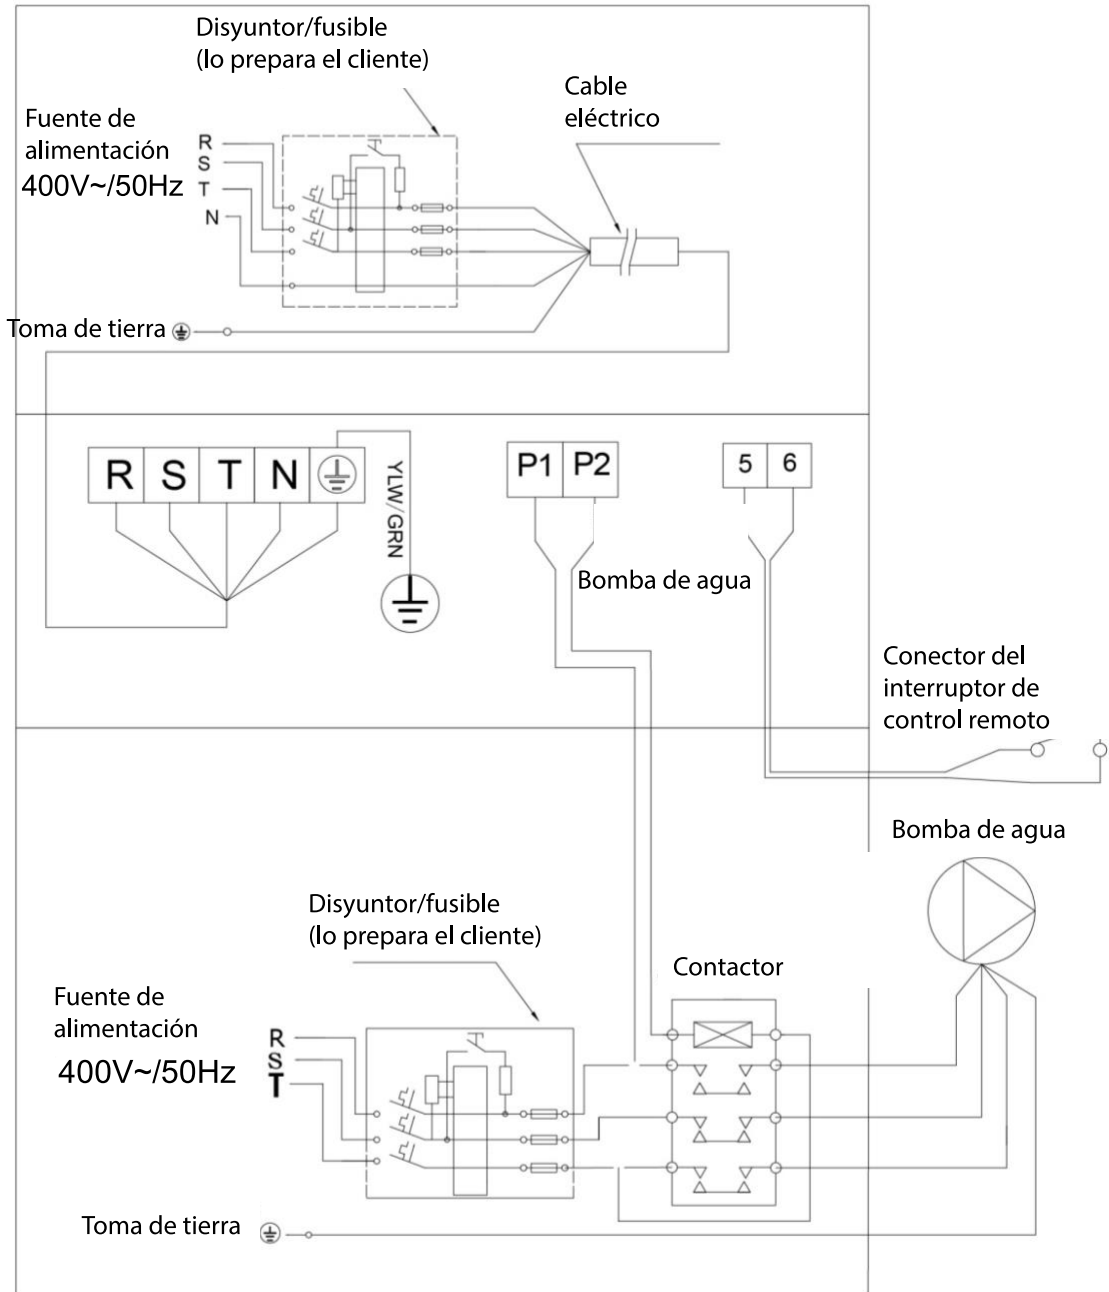 Disyuntor/fusible
(lo prepara el cliente)
Cable
eléctrico
Fuente de
alimentación
400V~/50Hz
R
S
T
N
Toma de tierra
R S T N
YLW/GRN
P1 P2
5 6
Bomba de agua
Conector del
interruptor de
control remoto
Bomba de agua
Disyuntor/fusible
(lo prepara el cliente)
Contactor
Fuente de
alimentación
400V~/50Hz
R
S
T
Toma de tierra